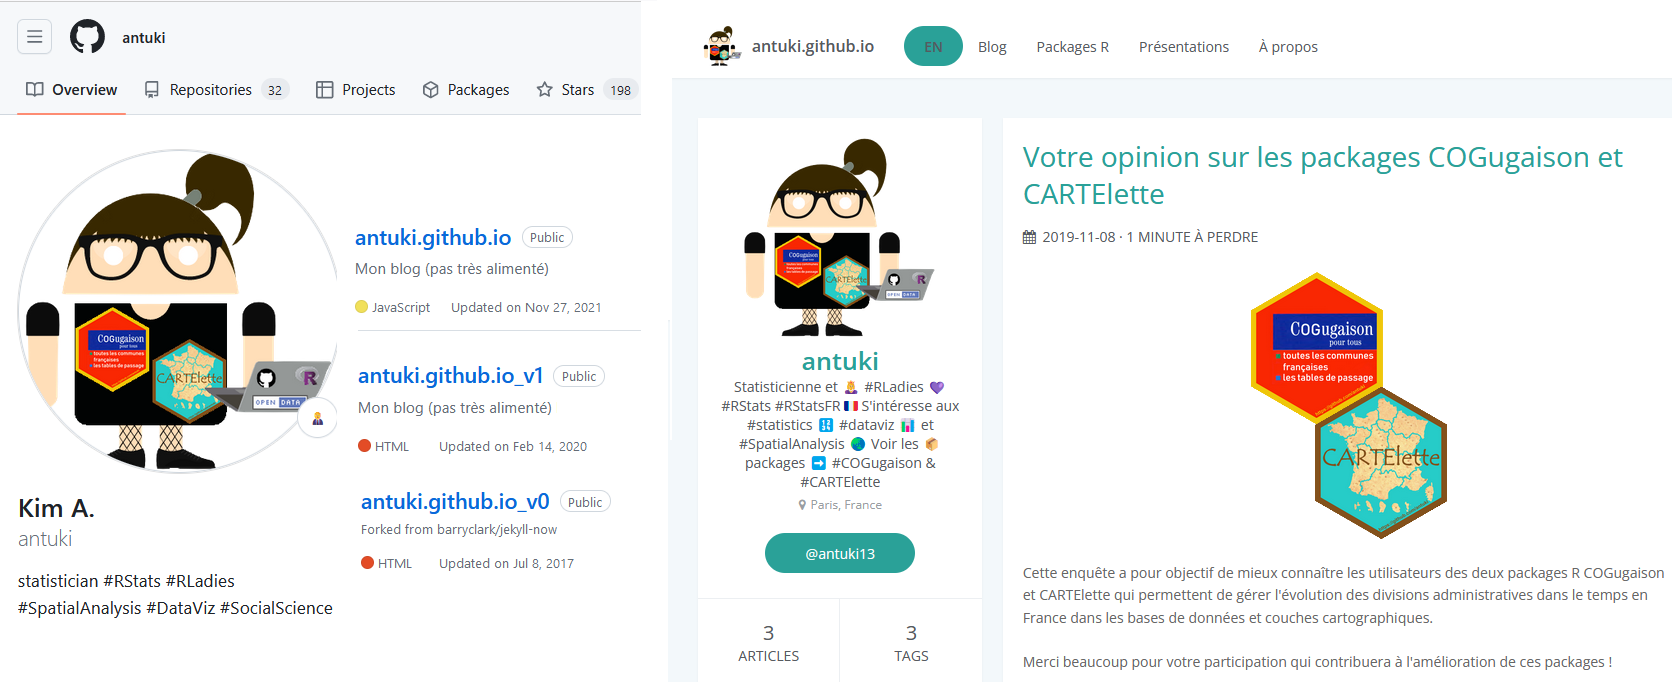 antuki
Overview Repositories 32 Projects Packages Stars 198
COGugaison
pour tous
toutes les communes
françaises
les tables de passage
CARTElette
R
OPEN DATA
Kim A.
antuki
statistician #RStats #RLadies
#SpatialAnalysis #DataViz #SocialScience
antuki.github.io Public
Mon blog (pas très alimenté)
JavaScript Updated on Nov 27, 2021
antuki.github.io_v1 Public
Mon blog (pas très alimenté)
HTML Updated on Feb 14, 2020
antuki.github.io_v0 Public
Forked from barryclark/jekyll-now
HTML Updated on Jul 8, 2017
antuki.github.io EN Blog Packages R Présentations À propos
COGugaison
CARTElette
R
OPEN DATA
antuki
Statisticienne et 🤷 #RLadies 💜
#RStats #RStatsFR 🇫🇷 S'intéresse aux
#statistics 🔢 #dataviz 📊 et
#SpatialAnalysis 🌏 Voir les 📦
packages ➡️ #COGugaison &
#CARTElette
Paris, France
@antuki13
3
ARTICLES
3
TAGS
Votre opinion sur les packages COGugaison et
CARTElette
2019-11-08 · 1 MINUTE À PERDRE
COGugaison
pour tous
toutes les communes
françaises
les tables de passage
CARTElette
Cette enquête a pour objectif de mieux connaître les utilisateurs des deux packages R COGugaison
et CARTElette qui permettent de gérer l'évolution des divisions administratives dans le temps en
France dans les bases de données et couches cartographiques.
Merci beaucoup pour votre participation qui contribuera à l'amélioration de ces packages !